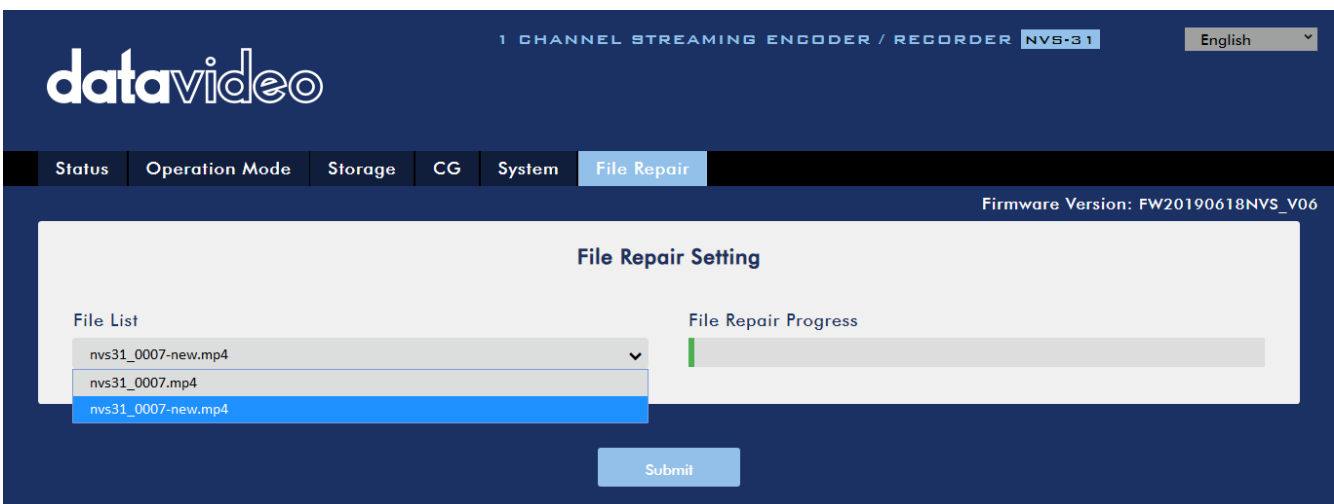 1 CHANNEL STREAMING ENCODER / RECORDER NVS-31
English
datavideo
Status Operation Mode Storage CG System File Repair
Firmware Version: FW20190618NVS_V06
File Repair Setting
File List
nvs31_0007-new.mp4
nvs31_0007.mp4
nvs31_0007-new.mp4
File Repair Progress
Submit